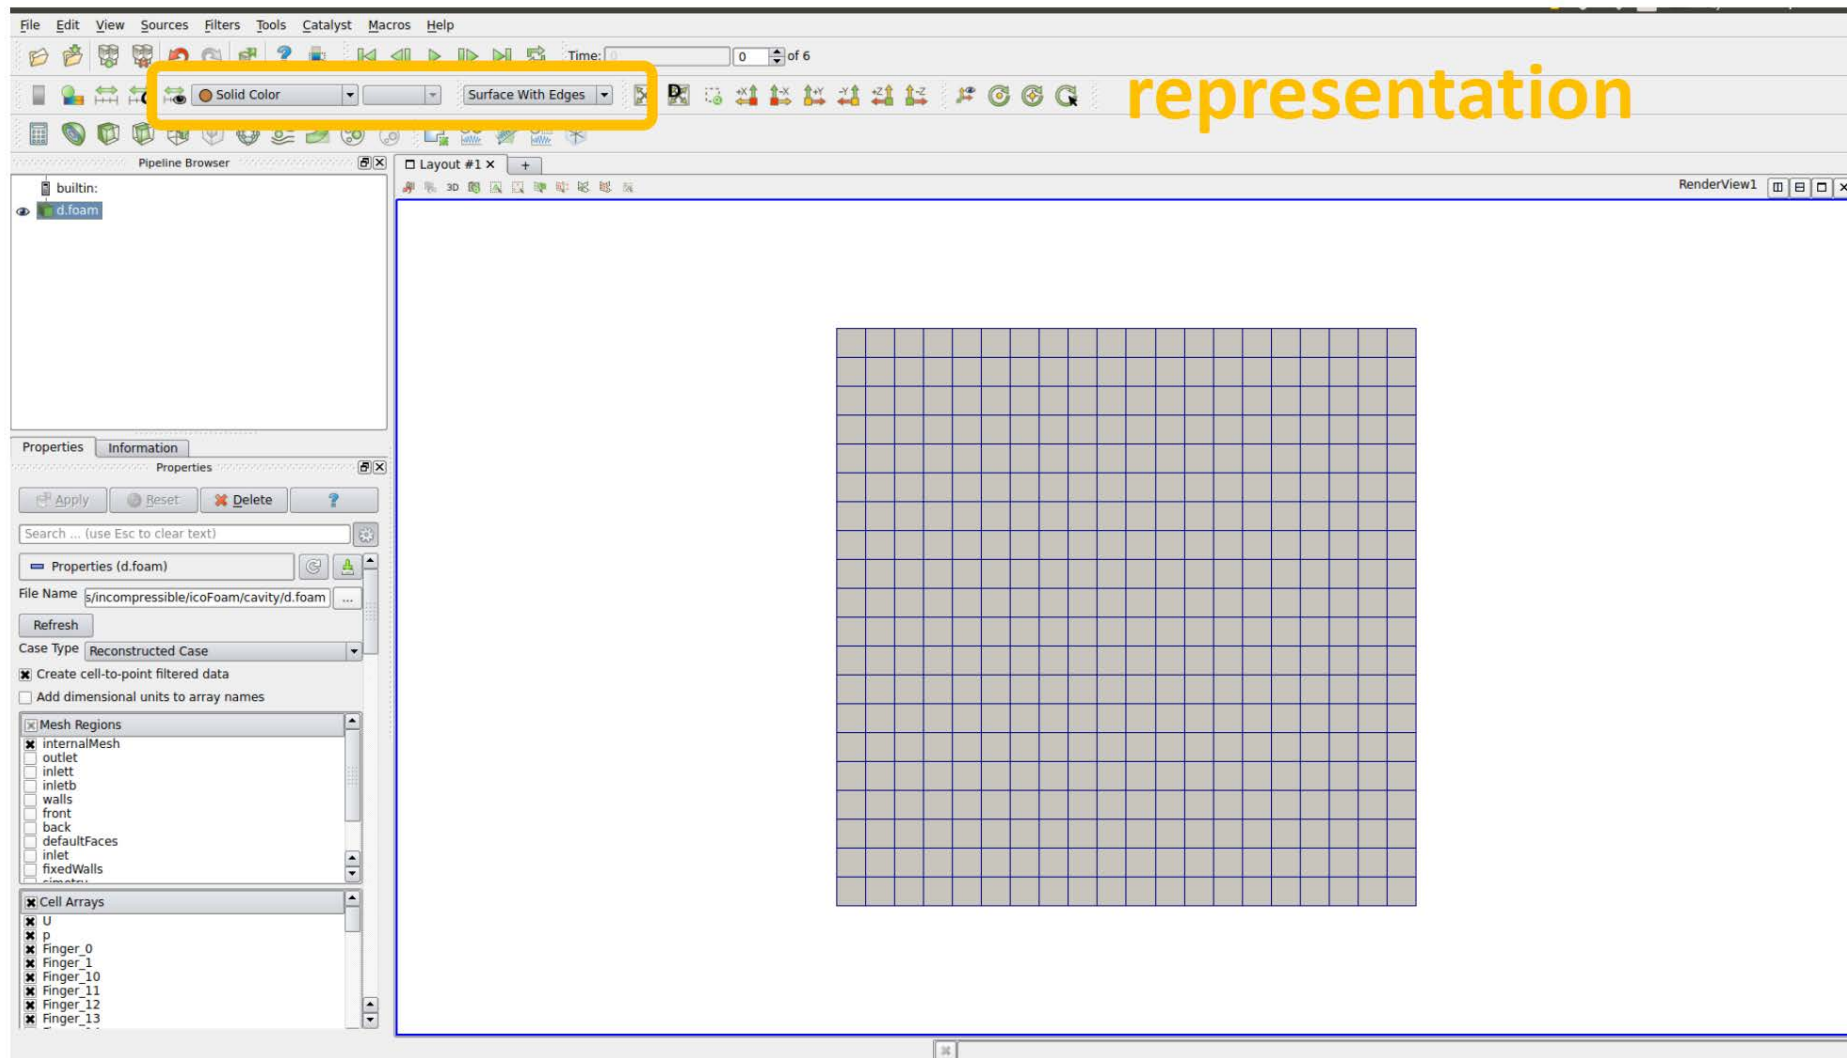 File Edit View Sources Filters Tools Catalyst Macros Help
Time: 0 0 of 6
Solid Color Surface With Edges
representation
Pipeline Browser
Layout #1 × +
builtin:
3D
RenderView1
d.foam
Properties Information
Properties
Apply Reset Delete ?
Search ... (use Esc to clear text)
Properties (d.foam)
File Name s/incompressible/icoFoam/cavity/d.foam ...
Refresh
Case Type Reconstructed Case
Create cell-to-point filtered data
Add dimensional units to array names
Mesh Regions
internalMesh
outlet
inlett
inletb
walls
front
back
defaultFaces
inlet
fixedWalls
Cell Arrays
U
p
Finger_0
Finger_1
Finger_10
Finger_11
Finger_12
Finger_13